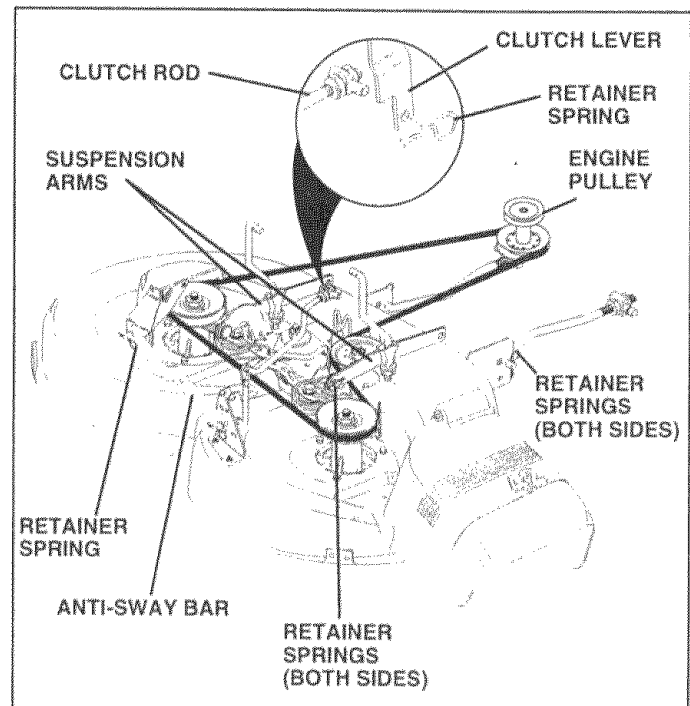 CLUTCH LEVER
CLUTCH ROD
RETAINER
SPRING
SUSPENSION
ARMS
ENGINE
PULLEY
RETAINER
SPRINGS
(BOTH SIDES)
RETAINER
SPRING
ANTI-SWAY BAR
RETAINER
SPRINGS
(BOTH SIDES)